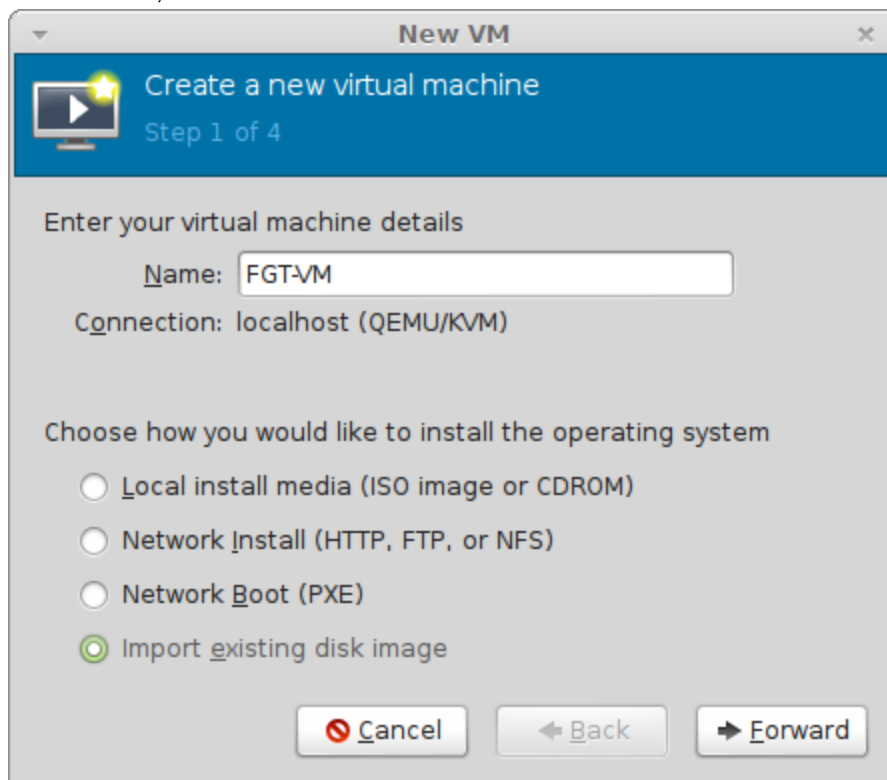 New VM
Create a new virtual machine
Step 1 of 4
Enter your virtual machine details
Name: FGT-VM
Connection: localhost (QEMU/KVM)
Choose how you would like to install the operating system
Local install media (ISO image or CDROM)
Network Install (HTTP, FTP, or NFS)
Network Boot (PXE)
Import existing disk image
Cancel Back Forward